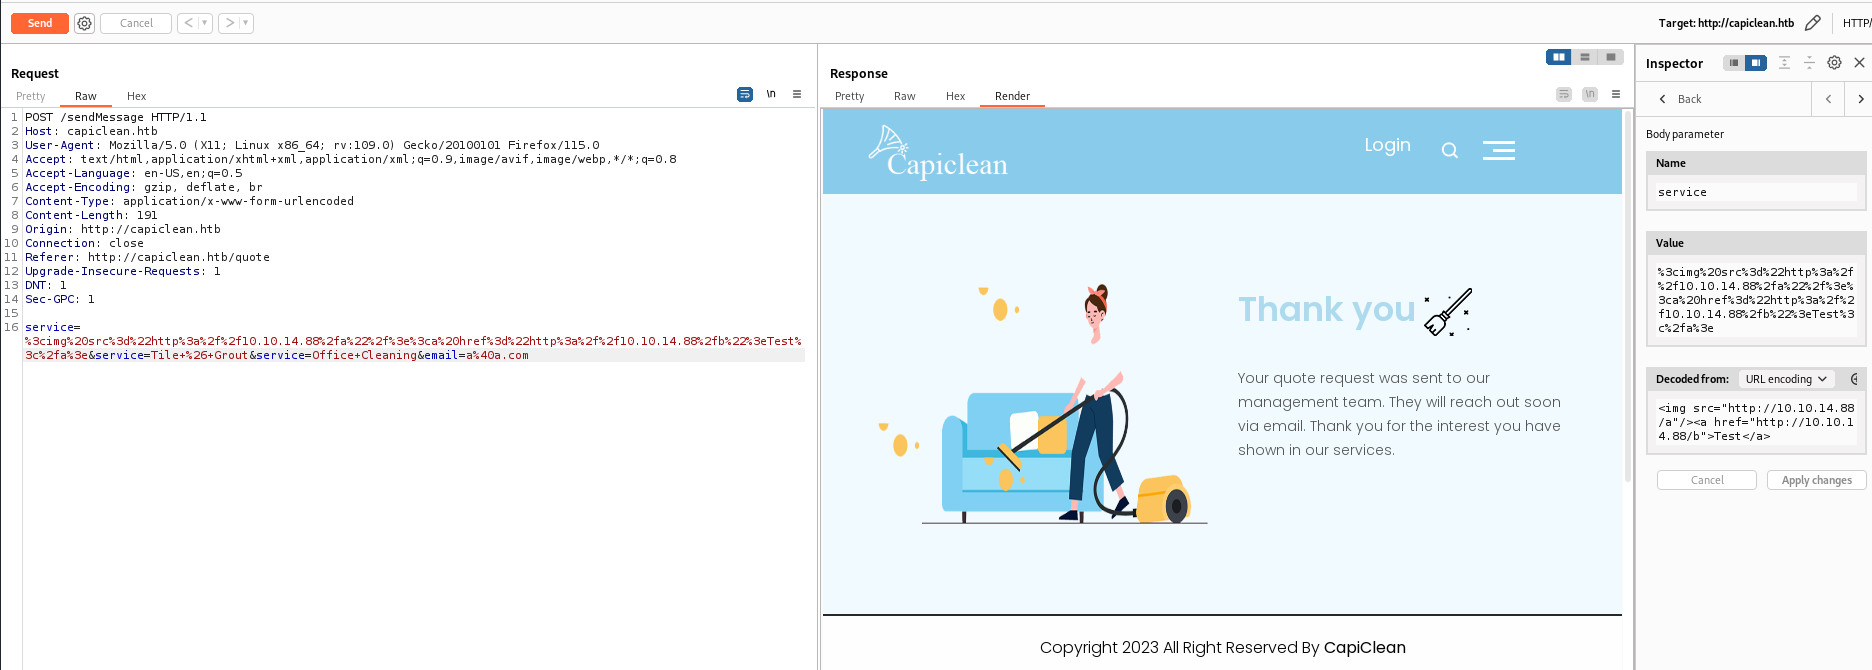 Send
Cancel
<
>
Target: http://capiclean.htb
HTTP/
Request
Pretty
Raw
Hex
\n
1 POST /sendMessage HTTP/1.1
2 Host: capiclean.htb
3 User-Agent: Mozilla/5.0 (X11; Linux x86_64; rv:109.0) Gecko/20100101 Firefox/115.0
4 Accept: text/html,application/xhtml+xml,application/xml;q=0.9,image/avif,image/webp,*/*;q=0.8
5 Accept-Language: en-US,en;q=0.5
6 Accept-Encoding: gzip, deflate, br
7 Content-Type: application/x-www-form-urlencoded
8 Content-Length: 191
9 Origin: http://capiclean.htb
10 Connection: close
11 Referer: http://capiclean.htb/quote
12 Upgrade-Insecure-Requests: 1
13 DNT: 1
14 Sec-GPC: 1
15
16 service=
%3cimg%20src%3d%22http%3a%2f%2f10.10.14.88%2fa%22%2f%3e%3ca%20href%3d%22http%3a%2f%2f10.10.14.88%2fb%22%3eTest%
3c%2fa%3e&service=Tile+%26+Grout&service=Office+Cleaning&email=a%40a.com
Response
Pretty
Raw
Hex
Render
\n
Capiclean
Login
Thank you
Your quote request was sent to our
management team. They will reach out soon
via email. Thank you for the interest you have
shown in our services.
Copyright 2023 All Right Reserved By CapiClean
Inspector
Back
Body parameter
Name
service
Value
%3cimg%20src%3d%22http%3a%2f
%2f10.10.14.88%2fa%22%2f%3e%
3ca%20href%3d%22http%3a%2f%2
f10.10.14.88%2fb%22%3eTest%3
c%2fa%3e
Decoded from:
URL encoding
<img src="http://10.10.14.88
/a"/><a href="http://10.10.1
4.88/b">Test</a>
Cancel
Apply changes